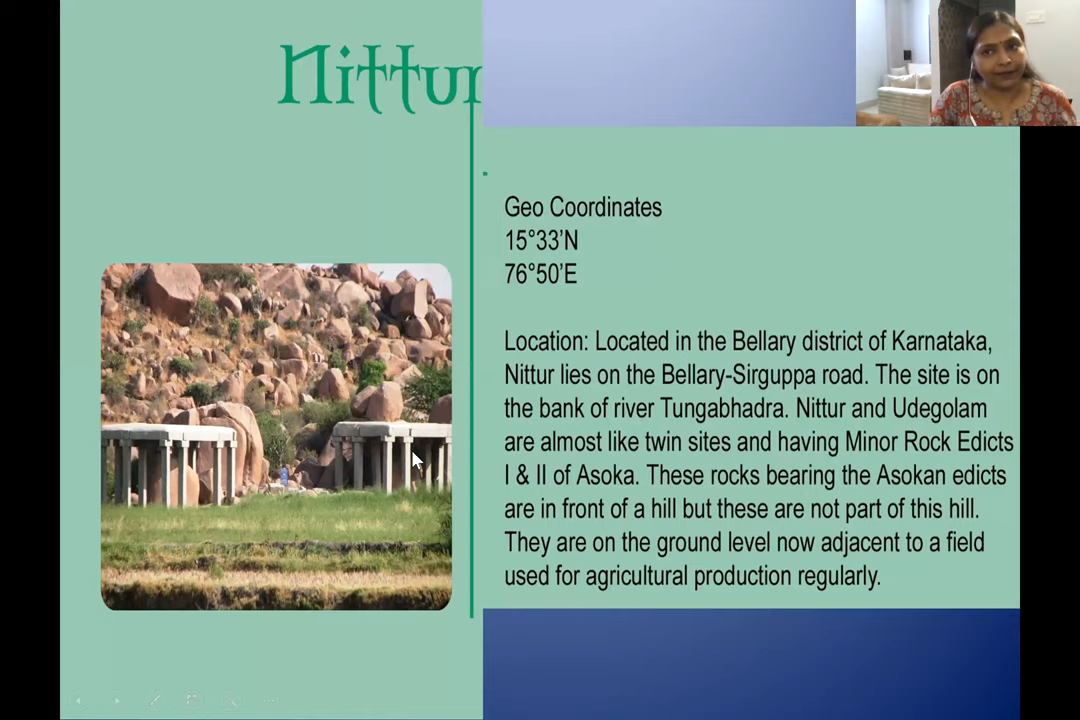 Nittur
Geo Coordinates
15°33’N
76°50’E
Location: Located in the Bellary district of Karnataka,
Nittur lies on the Bellary-Sirguppa road. The site is on
the bank of river Tungabhadra. Nittur and Udegolam
are almost like twin sites and having Minor Rock Edicts
I & II of Asoka. These rocks bearing the Asokan edicts
are in front of a hill but these are not part of this hill.
They are on the ground level now adjacent to a field
used for agricultural production regularly.